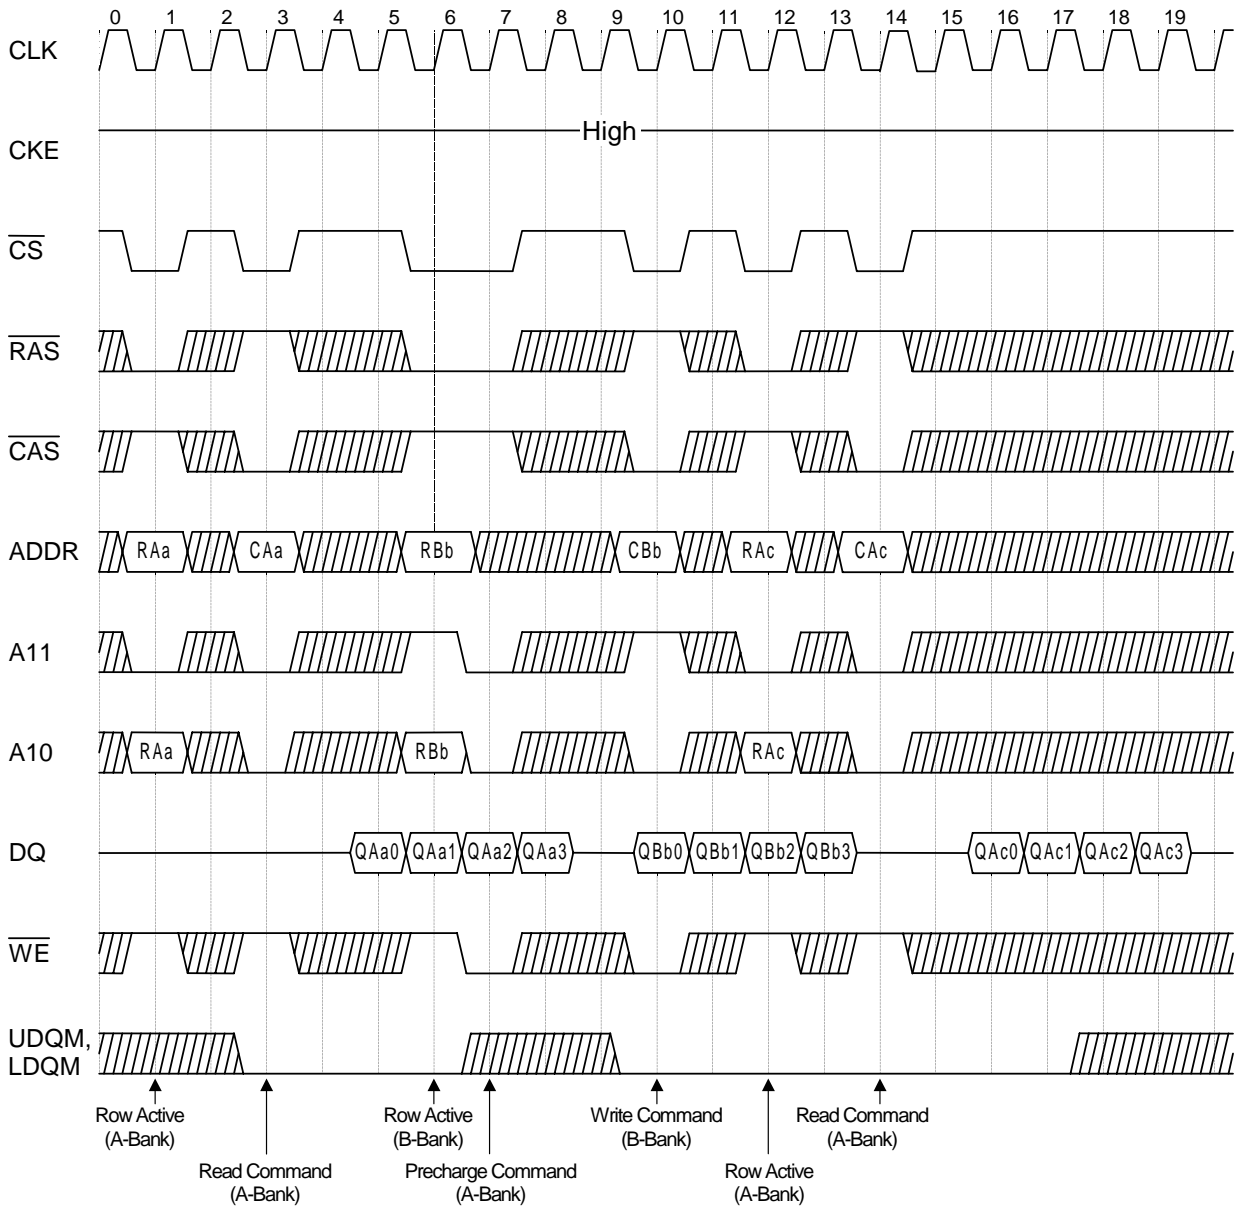 0 1 2 3 4 5 6 7 8 9 10 11 12 13 14 15 16 17 18 19
CLK
High
CKE
CS
RAS
CAS
ADDR RAa CAa RBb CBb RAc CAc
A11
A10 RAa RBb RAc
DQ QAa0 QAa1 QAa2 QAa3 QBb0 QBb1 QBb2 QBb3 QAc0 QAc1 QAc2 QAc3
WE
UDQM,
LDQM
Row Active
(A-Bank)
Row Active
(B-Bank)
Write Command
(B-Bank)
Read Command
(A-Bank)
Read Command
(A-Bank)
Precharge Command
(A-Bank)
Row Active
(A-Bank)